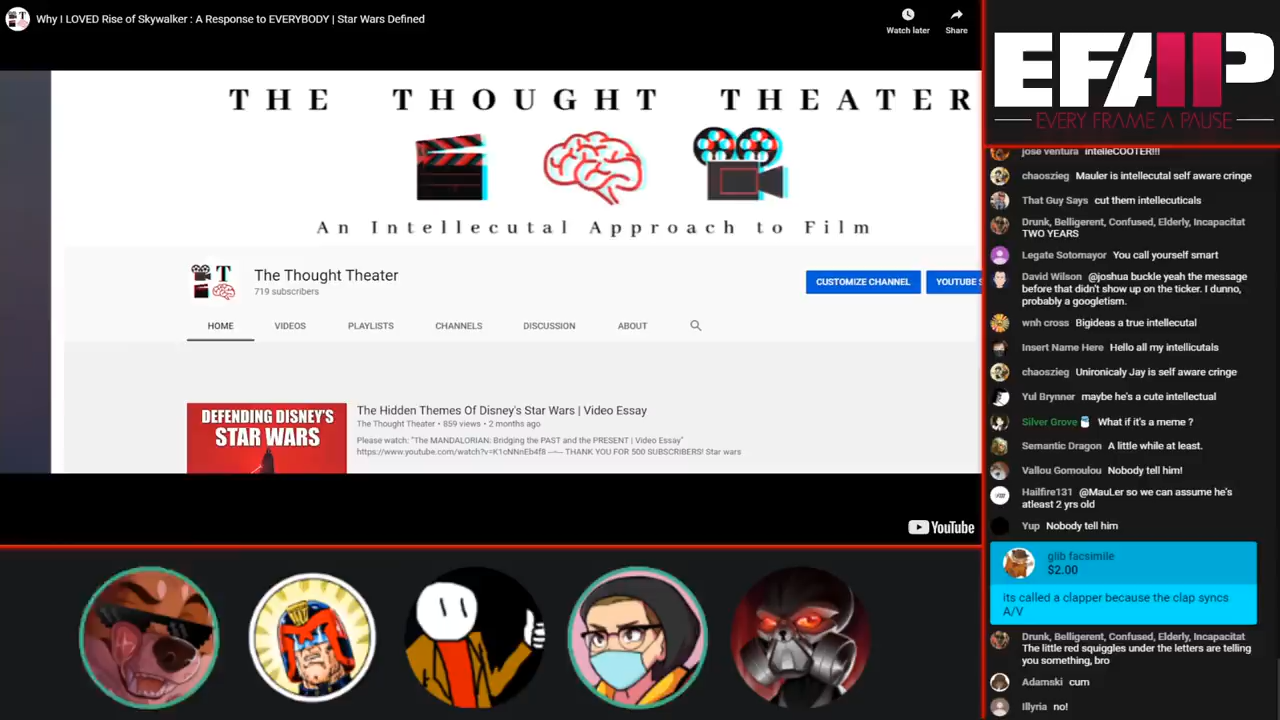 Why I LOVED Rise of Skywalker : A Response to EVERYBODY | Star Wars Defined
Watch later
Share
THE THOUGHT THEATER
An Intellecutal Approach to Film
The Thought Theater
719 subscribers
CUSTOMIZE CHANNEL
YOUTUBE S
HOME
VIDEOS
PLAYLISTS
CHANNELS
DISCUSSION
ABOUT
DEFENDING DISNEY'S
STAR WARS
The Hidden Themes Of Disney's Star Wars | Video Essay
The Thought Theater • 859 views • 2 months ago
Please watch: "The MANDALORIAN: Bridging the PAST and the PRESENT | Video Essay"
https://www.youtube.com/watch?v=K1cNNnEb4f8 --~-- THANK YOU FOR 500 SUBSCRIBERS! Star wars
YouTube
EFAP
EVERY FRAME A PAUSE
jose ventura intelleCOOTER!!!
chaoszieg Mauler is intellecutal self aware cringe
That Guy Says cut them intellecuticals
Drunk, Belligerent, Confused, Elderly, Incapacitat
TWO YEARS
Legate Sotomayor You call yourself smart
David Wilson @joshua buckle yeah the message
before that didn't show up on the ticker. I dunno,
probably a googletism.
wnh cross Bigideas a true intellecutal
Insert Name Here Hello all my intellicutals
chaoszieg Unironicaly Jay is self aware cringe
Yul Brynner maybe he's a cute intellectual
Silver Grove What if it's a meme ?
Semantic Dragon A little while at least.
Vallou Gomoulou Nobody tell him!
Hailfire131 @MauLer so we can assume he's
atleast 2 yrs old
Yup Nobody tell him
glib facsimile
$2.00
its called a clapper because the clap syncs
A/V
Drunk, Belligerent, Confused, Elderly, Incapacitat
The little red squiggles under the letters are telling
you something, bro
Adamski cum
Illyria no!